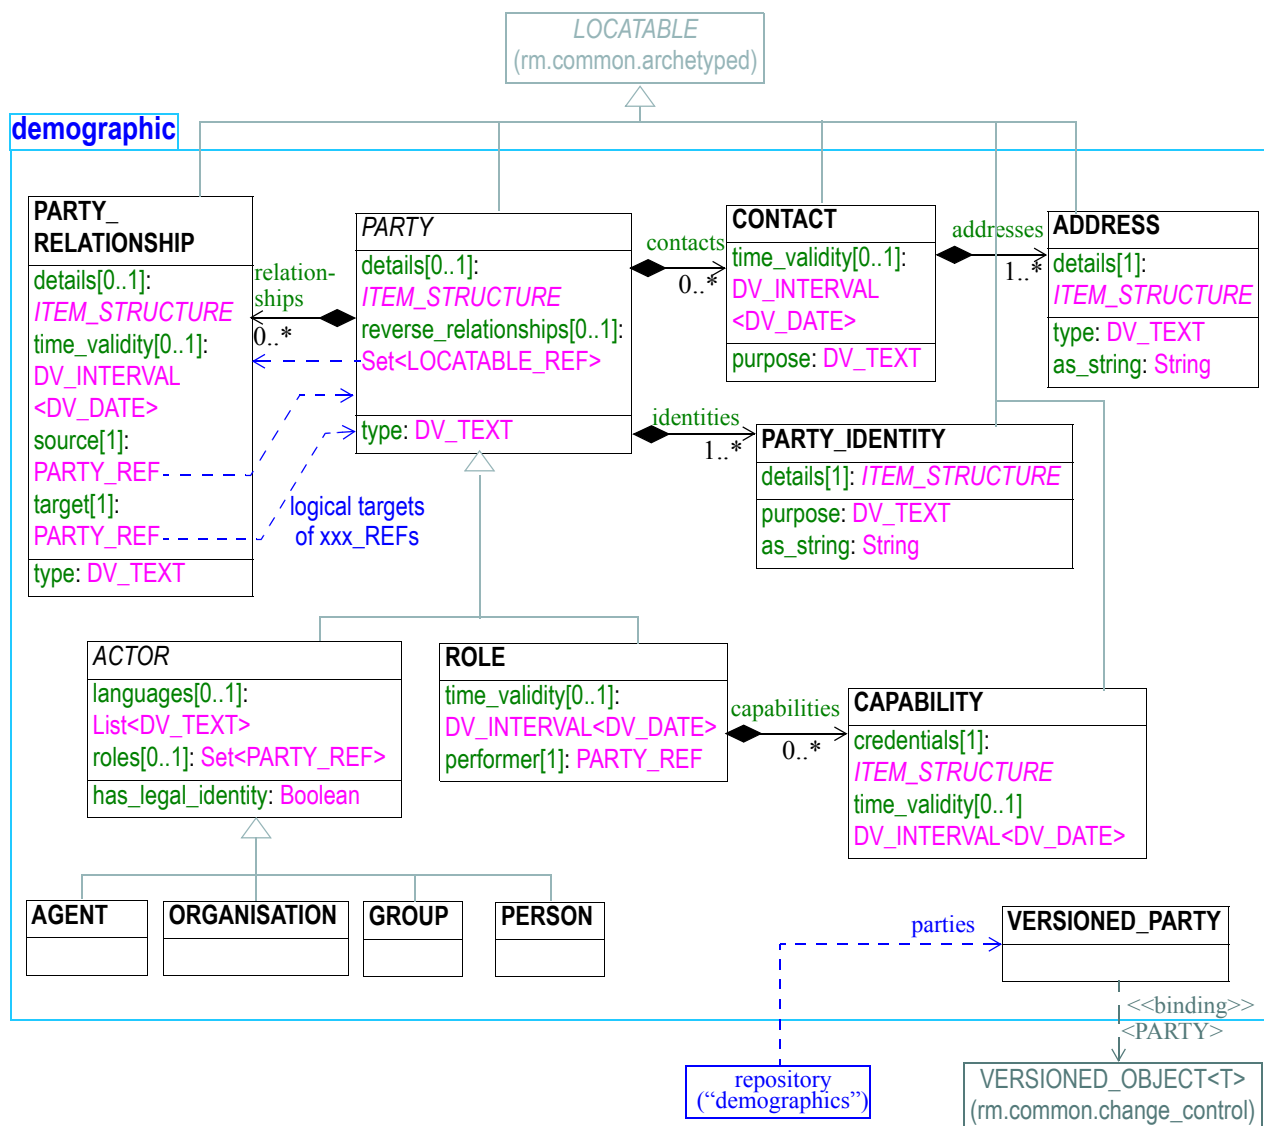 LOCATABLE
(rm.common.archetyped)
demographic
PARTY_
RELATIONSHIP
details[0..1]:
ITEM_STRUCTURE
time_validity[0..1]:
DV_INTERVAL
<DV_DATE>
source[1]:
PARTY_REF
target[1]:
PARTY_REF
type: DV_TEXT
relation-
ships
0..*
PARTY
details[0..1]:
ITEM_STRUCTURE
reverse_relationships[0..1]:
Set<LOCATABLE_REF>
type: DV_TEXT
logical targets
of xxx_REFs
contacts
0..*
CONTACT
time_validity[0..1]:
DV_INTERVAL
<DV_DATE>
purpose: DV_TEXT
addresses
1..*
ADDRESS
details[1]:
ITEM_STRUCTURE
type: DV_TEXT
as_string: String
identities
1..*
PARTY_IDENTITY
details[1]: ITEM_STRUCTURE
purpose: DV_TEXT
as_string: String
ACTOR
languages[0..1]:
List<DV_TEXT>
roles[0..1]: Set<PARTY_REF>
has_legal_identity: Boolean
ROLE
time_validity[0..1]:
DV_INTERVAL<DV_DATE>
performer[1]: PARTY_REF
capabilities
0..*
CAPABILITY
credentials[1]:
ITEM_STRUCTURE
time_validity[0..1]
DV_INTERVAL<DV_DATE>
AGENT
ORGANISATION
GROUP
PERSON
parties
VERSIONED_PARTY
<<binding>>
<PARTY>
repository
(“demographics”)
VERSIONED_OBJECT<T>
(rm.common.change_control)